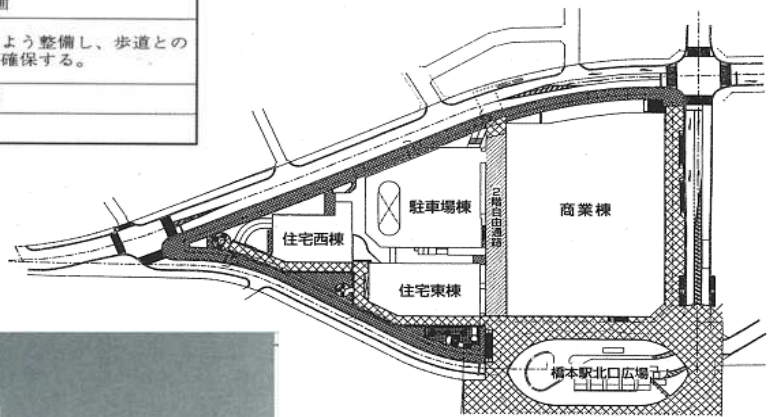 よう整備し、歩道との
確保する。
駐車場棟
2階自由通路
商業棟
住宅西棟
住宅東棟
橋本駅北口広場